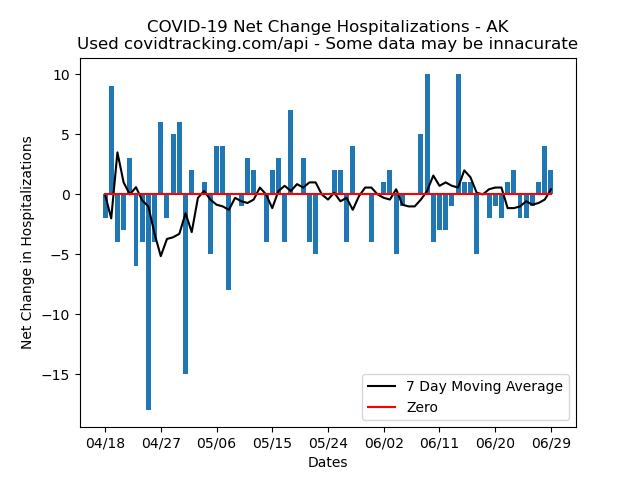 COVID-19 Net Change Hospitalizations - AK
Used covidtracking.com/api - Some data may be innacurate
10
5
0
−5
−10
−15
Net Change in Hospitalizations
7 Day Moving Average
Zero
04/18 04/27 05/06 05/15 05/24 06/02 06/11 06/20 06/29
Dates